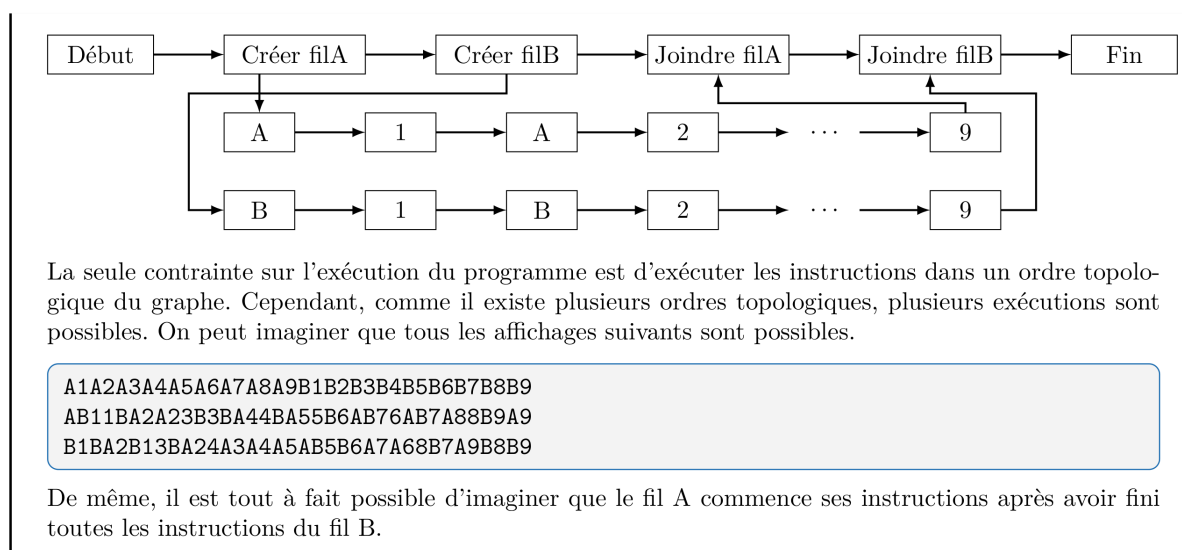 Début Créer filA Créer filB Joindre filA Joindre filB Fin
A 1 A 2 ··· 9
B 1 B 2 ··· 9
La seule contrainte sur l'exécution du programme est d'exécuter les instructions dans un ordre topolo-
gique du graphe. Cependant, comme il existe plusieurs ordres topologiques, plusieurs exécutions sont
possibles. On peut imaginer que tous les affichages suivants sont possibles.
A1A2A3A4A5A6A7A8A9B1B2B3B4B5B6B7B8B9
AB11BA2A23B3BA44BA55B6AB76AB7A88B9A9
B1BA2B13BA24A3A4A5AB5B6A7A68B7A9B8B9
De même, il est tout à fait possible d'imaginer que le fil A commence ses instructions après avoir fini
toutes les instructions du fil B.